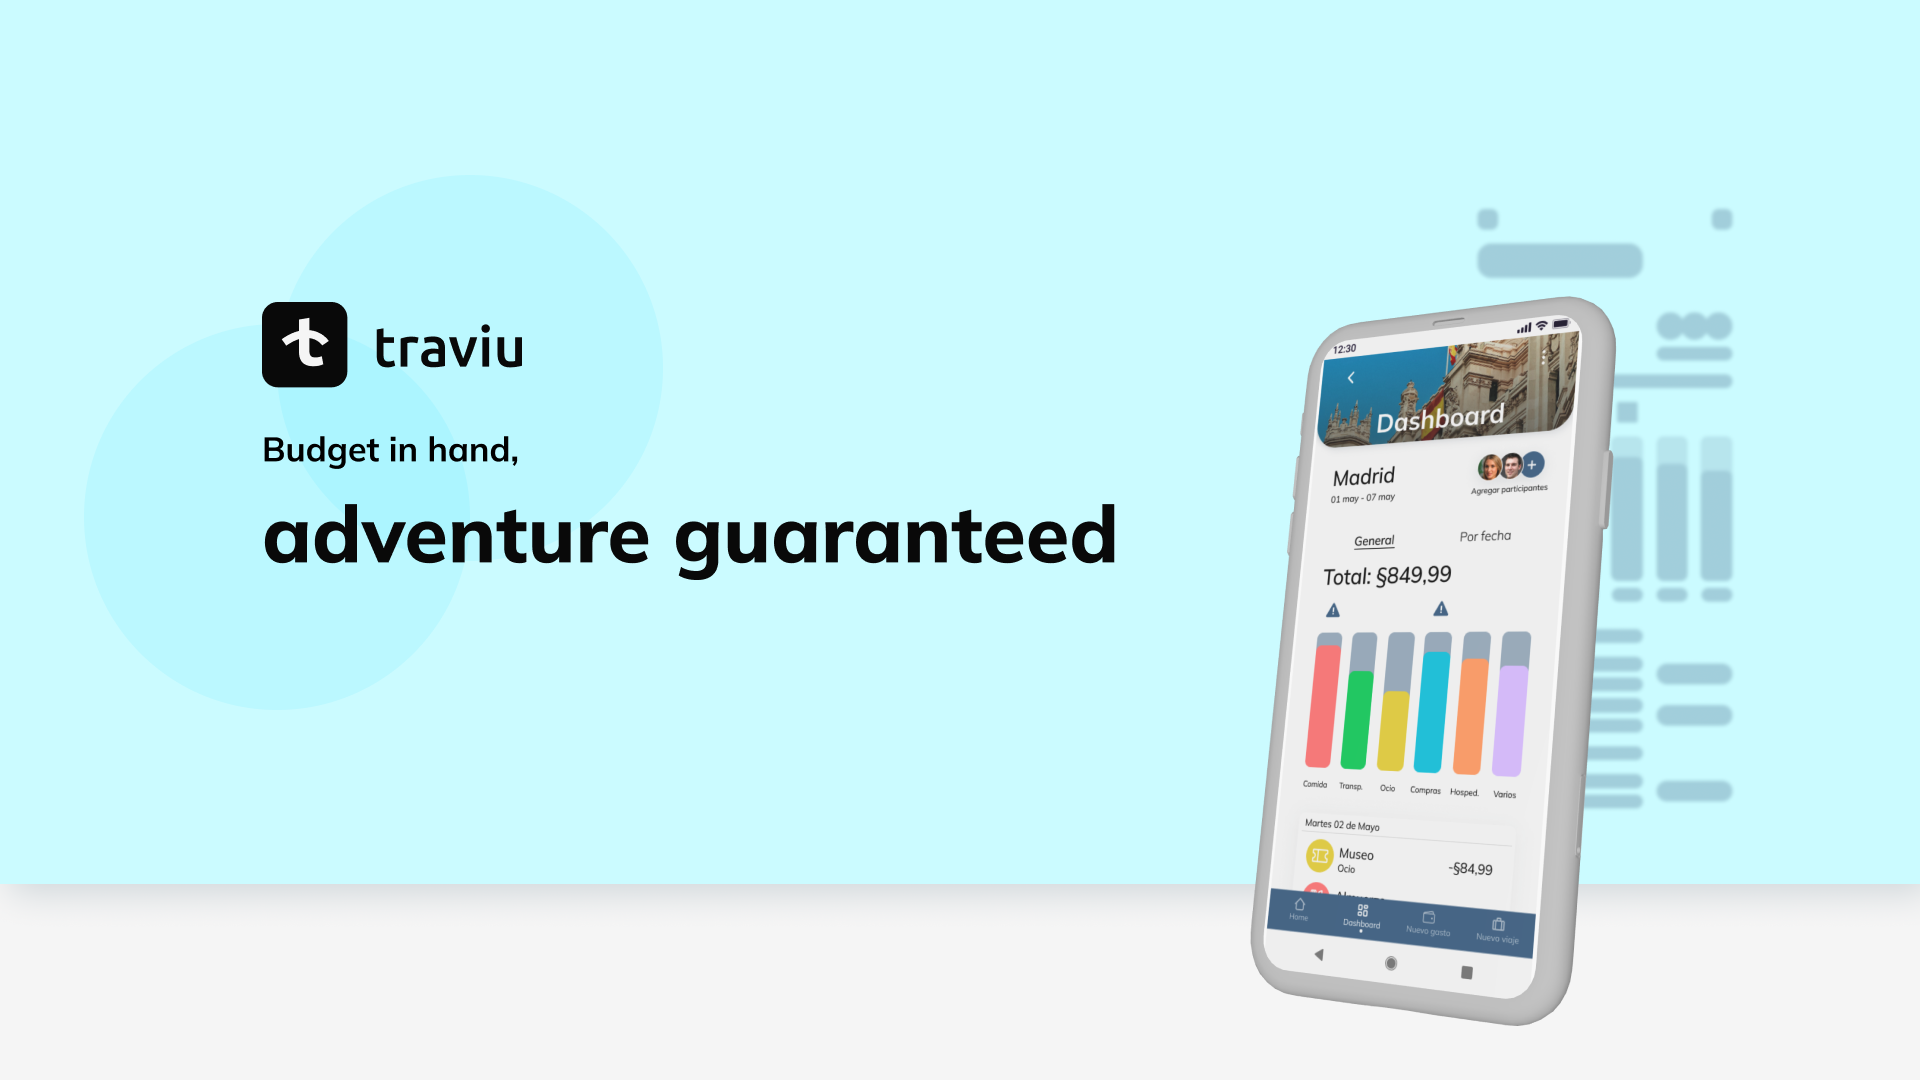 traviu
Budget in hand,
adventure guaranteed
12:30
Dashboard
Madrid
01 may - 07 may
Agregar participantes
General
Por fecha
Total: §849,99
Comida
Transp.
Ocio
Compras
Hosped.
Varios
Martes 02 de Mayo
Museo
Ocio
-§84,99
Home
Dashboard
Nuevo gasto
Nuevo viaje